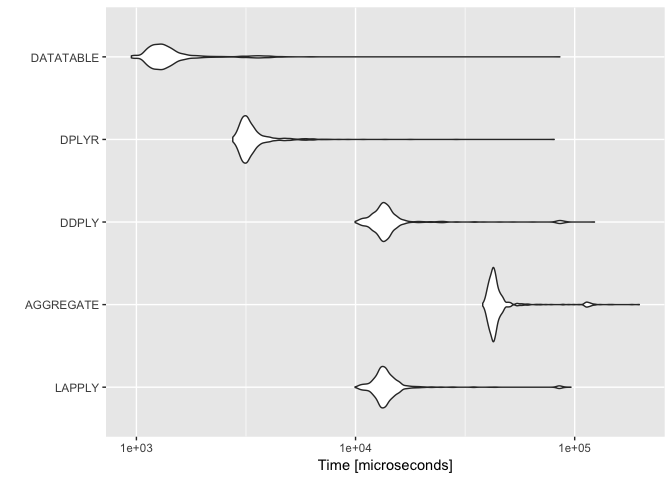 DATATABLE
DPLYR
DDPLY
AGGREGATE
LAPPLY
1e+03 1e+04 1e+05
Time [microseconds]